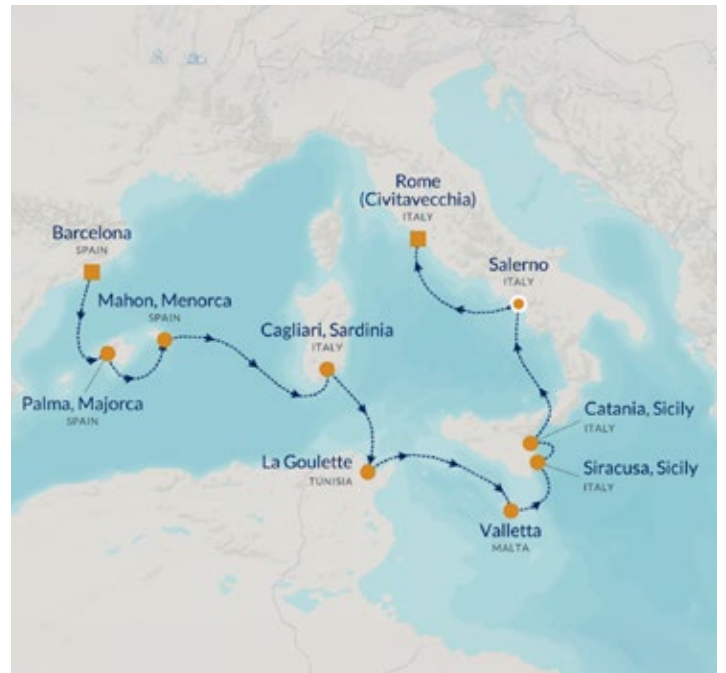 Barcelona
SPAIN
Mahon, Menorca
SPAIN
Palma, Majorca
SPAIN
Cagliari, Sardinia
ITALY
La Goulette
TUNISIA
Rome
(Civitavecchia)
ITALY
Salerno
ITALY
Catania, Sicily
ITALY
Siracusa, Sicily
ITALY
Valletta
MALTA